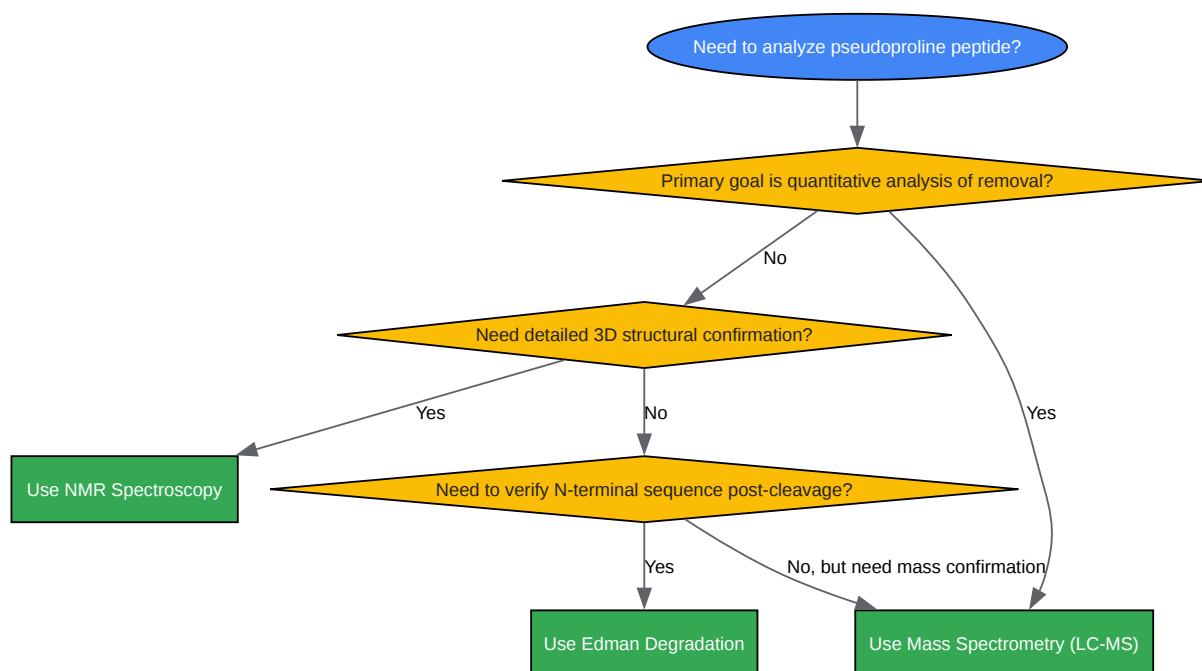 Need to analyze pseudoproline peptide?
Primary goal is quantitative analysis of removal?
No
Need detailed 3D structural confirmation?
Yes
No
Yes
Use NMR Spectroscopy
Need to verify N-terminal sequence post-cleavage?
Yes
No, but need mass confirmation
Use Edman Degradation
Use Mass Spectrometry (LC-MS)